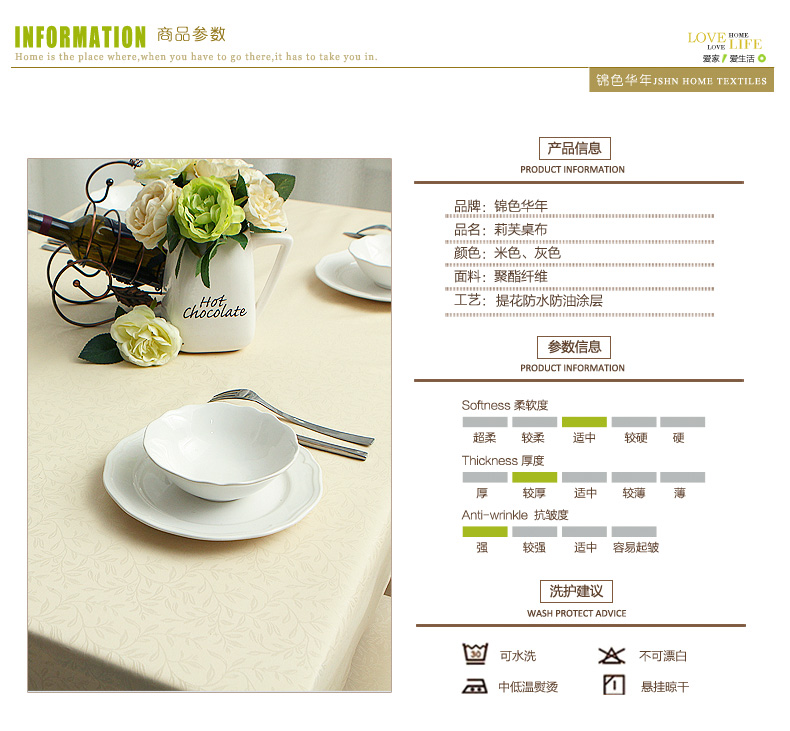 INFORMATION 商品参数
Home is the place where,when you have to go there,it has to take you in.
LOVE HOME
LOVE LIFE
爱家/爱生活
锦色华年JSHN HOME TEXTILES
Hot
Chocolate
产品信息
PRODUCT INFORMATION
品牌：锦色华年
品名：莉芙桌布
颜色：米色、灰色
面料：聚酯纤维
工艺：提花防水防油涂层
参数信息
PRODUCT INFORMATION
Softness 柔软度
超柔 较柔 适中 较硬 硬
Thickness 厚度
厚 较厚 适中 较薄 薄
Anti-wrinkle 抗皱度
强 较强 适中 容易起皱
洗护建议
WASH PROTECT ADVICE
30 可水洗 不可漂白
中低温熨烫 悬挂晾干